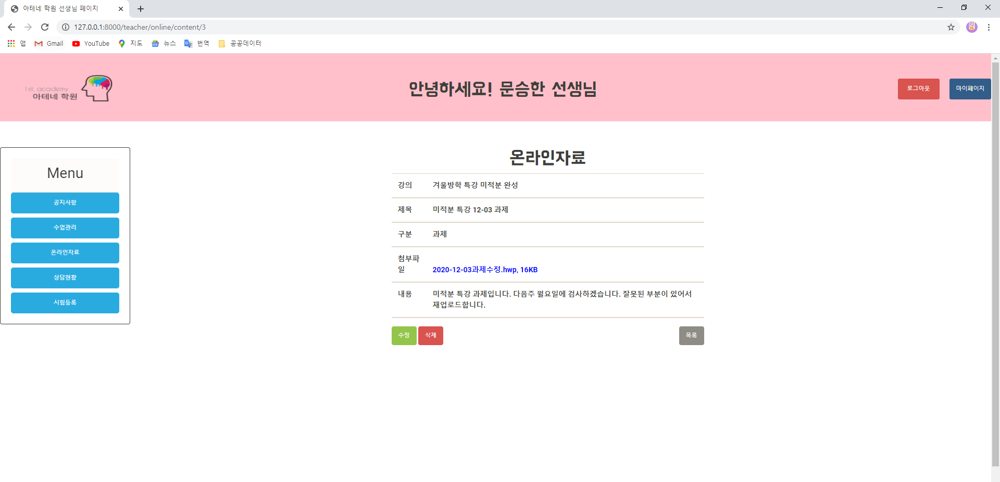 아테네 학원 선생님 페이지
127.0.0.1:8000/teacher/online/content/3
앱 Gmail YouTube 지도 뉴스 번역 공공데이터
1st. academy
아테네 학원
안녕하세요! 문승한 선생님
로그아웃 마이페이지
Menu
공지사항
수업관리
온라인자료
상담현황
시험등록
온라인자료
강의 겨울방학 특강 미적분 완성
제목 미적분 특강 12-03 과제
구분 과제
첨부파
일 2020-12-03과제수정.hwp, 16KB
내용 미적분 특강 과제입니다. 다음주 월요일에 검사하겠습니다. 잘못된 부분이 있어서
재업로드합니다.
수정 삭제 목록